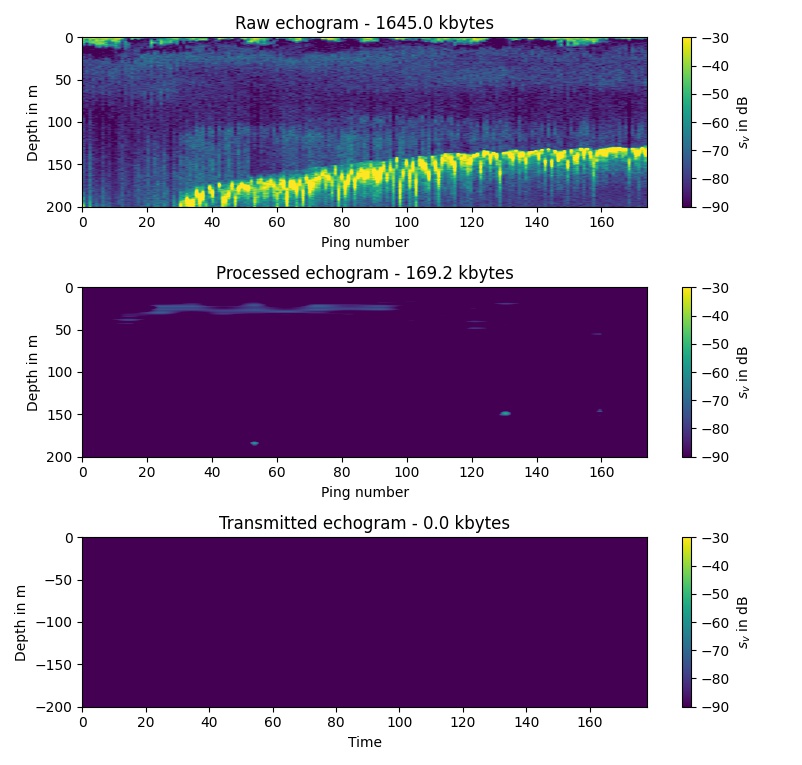 Raw echogram - 1645.0 kbytes
0
50
100
150
200
Depth in m
0 20 40 60 80 100 120 140 160
Ping number
−30
−40
−50
−60
−70
−80
−90
sv in dB
Processed echogram - 169.2 kbytes
0
50
100
150
200
Depth in m
0 20 40 60 80 100 120 140 160
Ping number
−30
−40
−50
−60
−70
−80
−90
sv in dB
Transmitted echogram - 0.0 kbytes
0
−50
−100
−150
−200
Depth in m
0 20 40 60 80 100 120 140 160
Time
−30
−40
−50
−60
−70
−80
−90
sv in dB